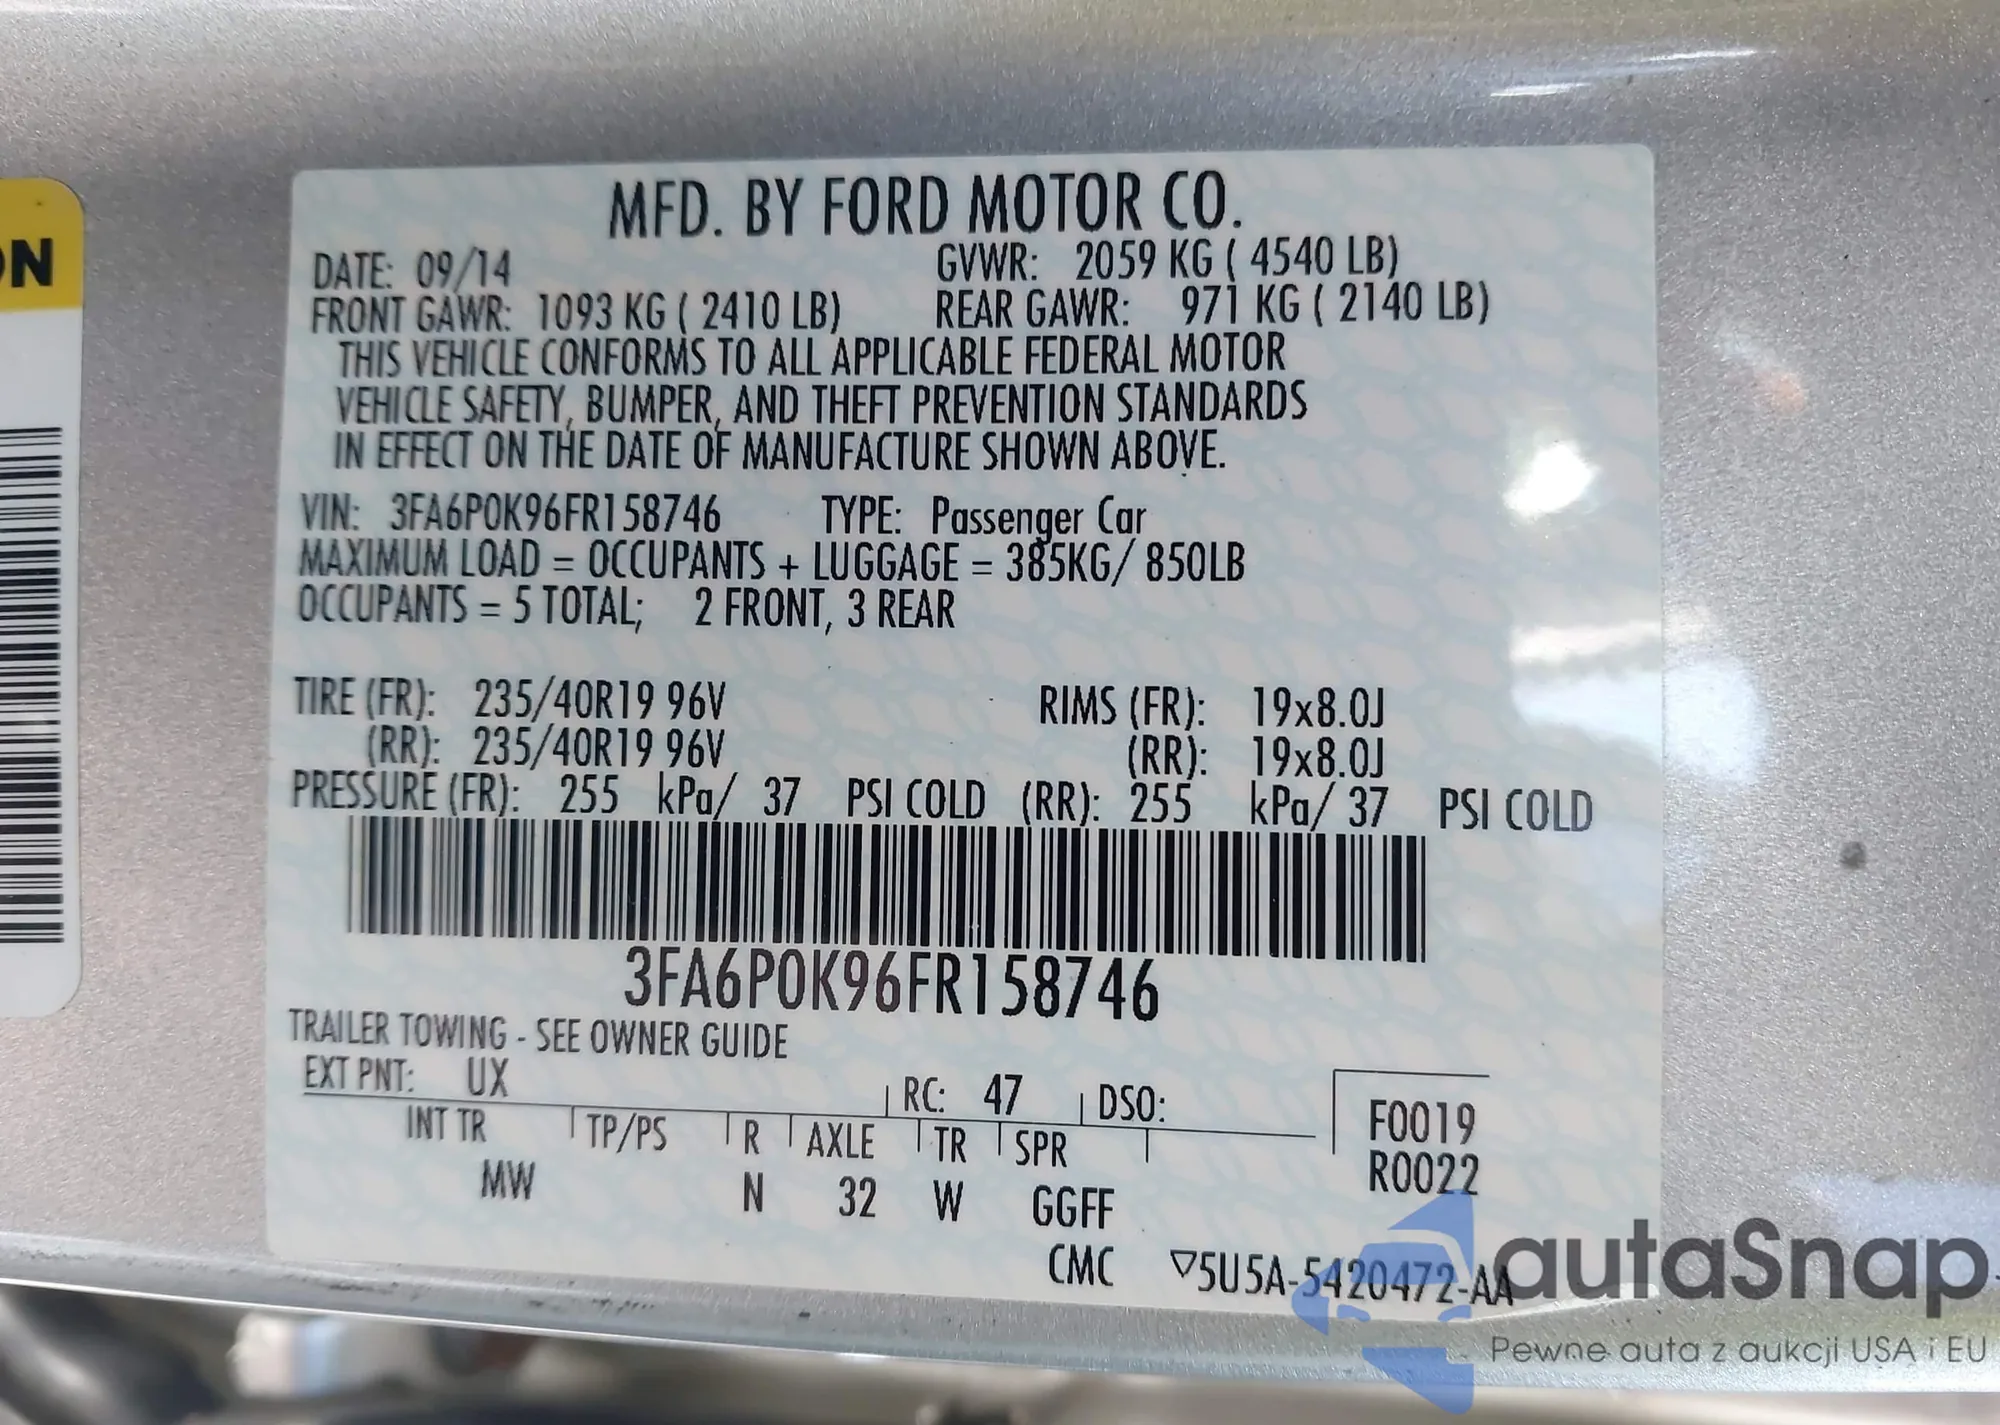 ON
MFD. BY FORD MOTOR CO.
DATE: 09/14 GVWR: 2059 KG ( 4540 LB)
FRONT GAWR: 1093 KG ( 2410 LB) REAR GAWR: 971 KG ( 2140 LB)
THIS VEHICLE CONFORMS TO ALL APPLICABLE FEDERAL MOTOR
VEHICLE SAFETY, BUMPER, AND THEFT PREVENTION STANDARDS
IN EFFECT ON THE DATE OF MANUFACTURE SHOWN ABOVE.
VIN: 3FA6P0K96FR158746 TYPE: Passenger Car
MAXIMUM LOAD = OCCUPANTS + LUGGAGE = 385KG/ 850LB
OCCUPANTS = 5 TOTAL; 2 FRONT, 3 REAR
TIRE (FR): 235/40R19 96V RIMS (FR): 19x8.0J
(RR): 235/40R19 96V (RR): 19x8.0J
PRESSURE (FR): 255 kPa/ 37 PSI COLD (RR): 255 kPa/ 37 PSI COLD
3FA6P0K96FR158746
TRAILER TOWING - SEE OWNER GUIDE
EXT PNT: UX RC: 47 DSO: F0019
INT TR TP/PS R AXLE TR SPR R0022
MW N 32 W GGFF
CMC ▽5U5A-5420472-AA
autaSnap
Pewne auta z aukcji USA i EU